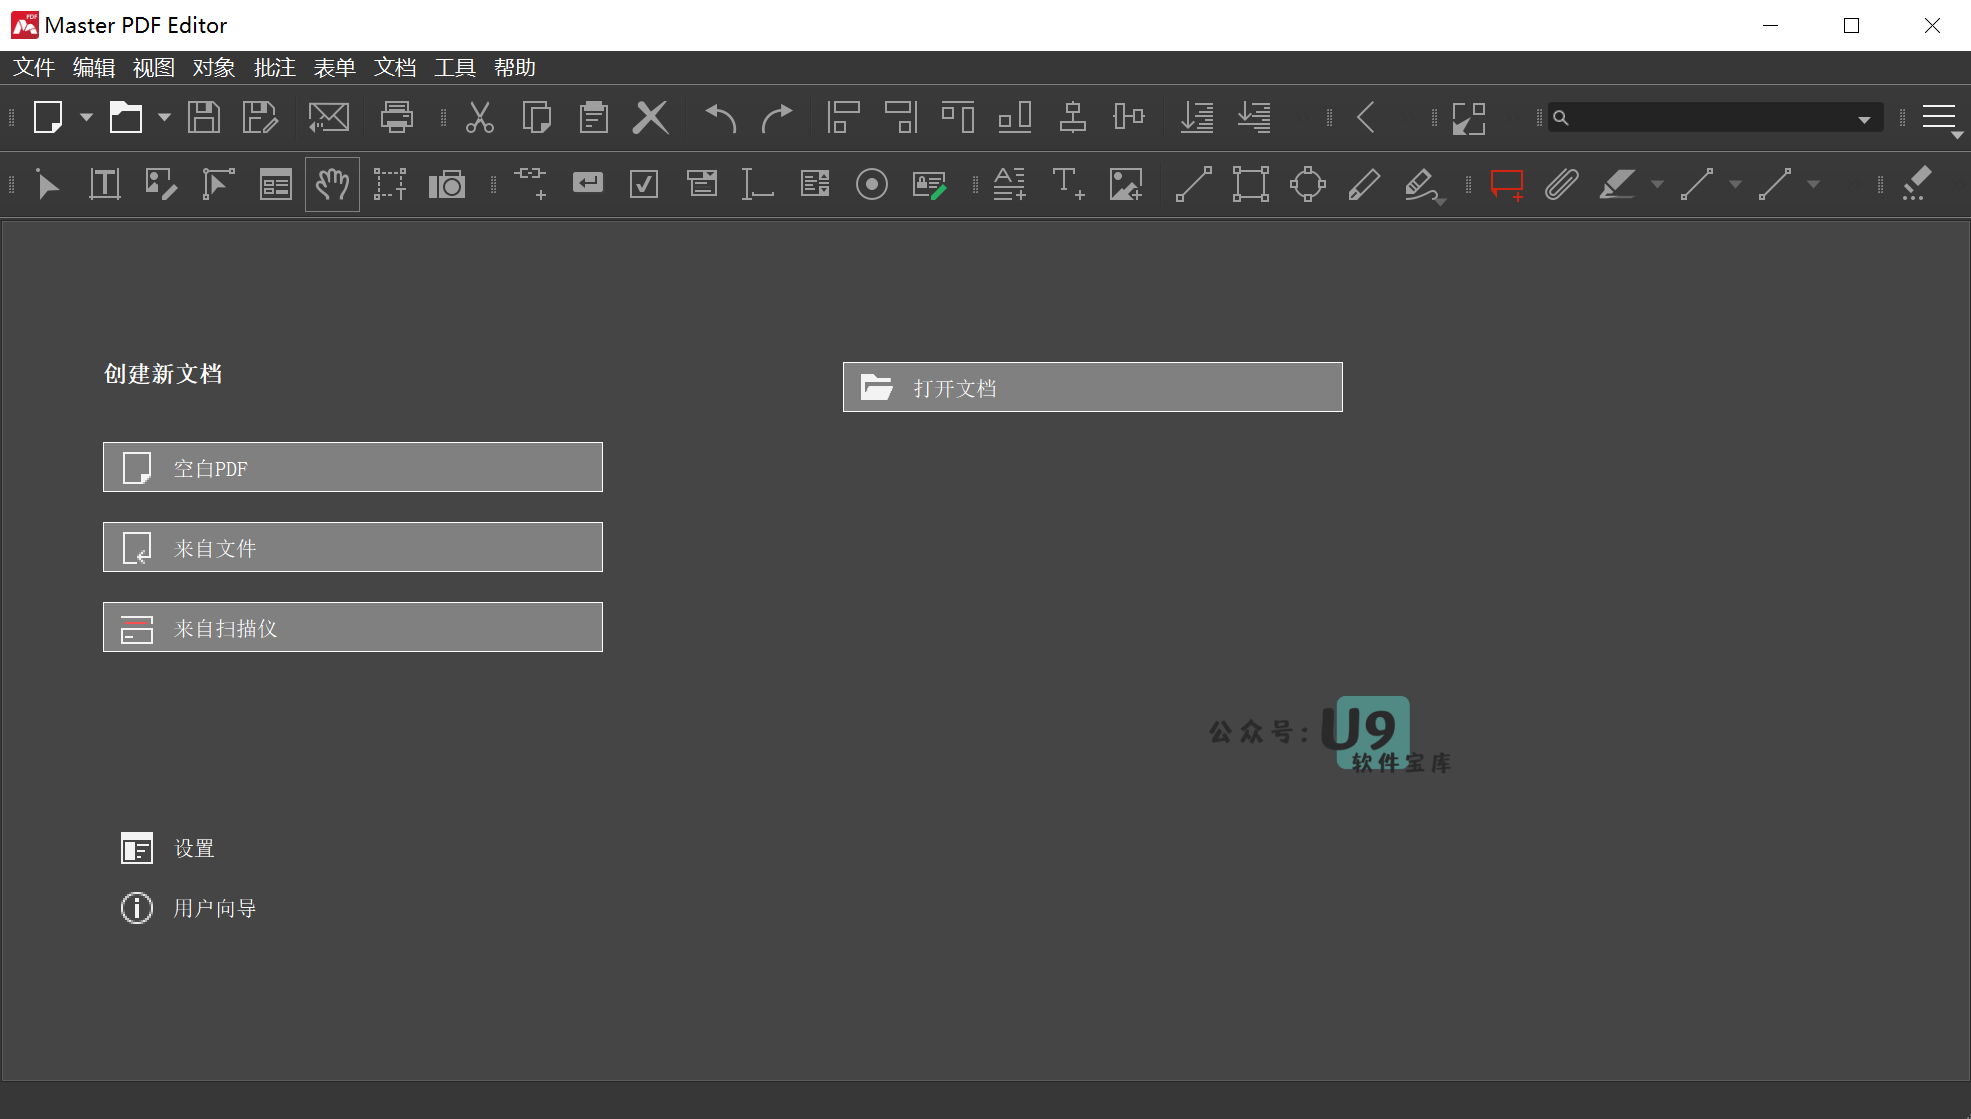 Master PDF Editor
文件 编辑 视图 对象 批注 表单 文档 工具 帮助
创建新文档
打开文档
空白PDF
来自文件
来自扫描仪
公众号：U9
软件宝库
设置
用户向导